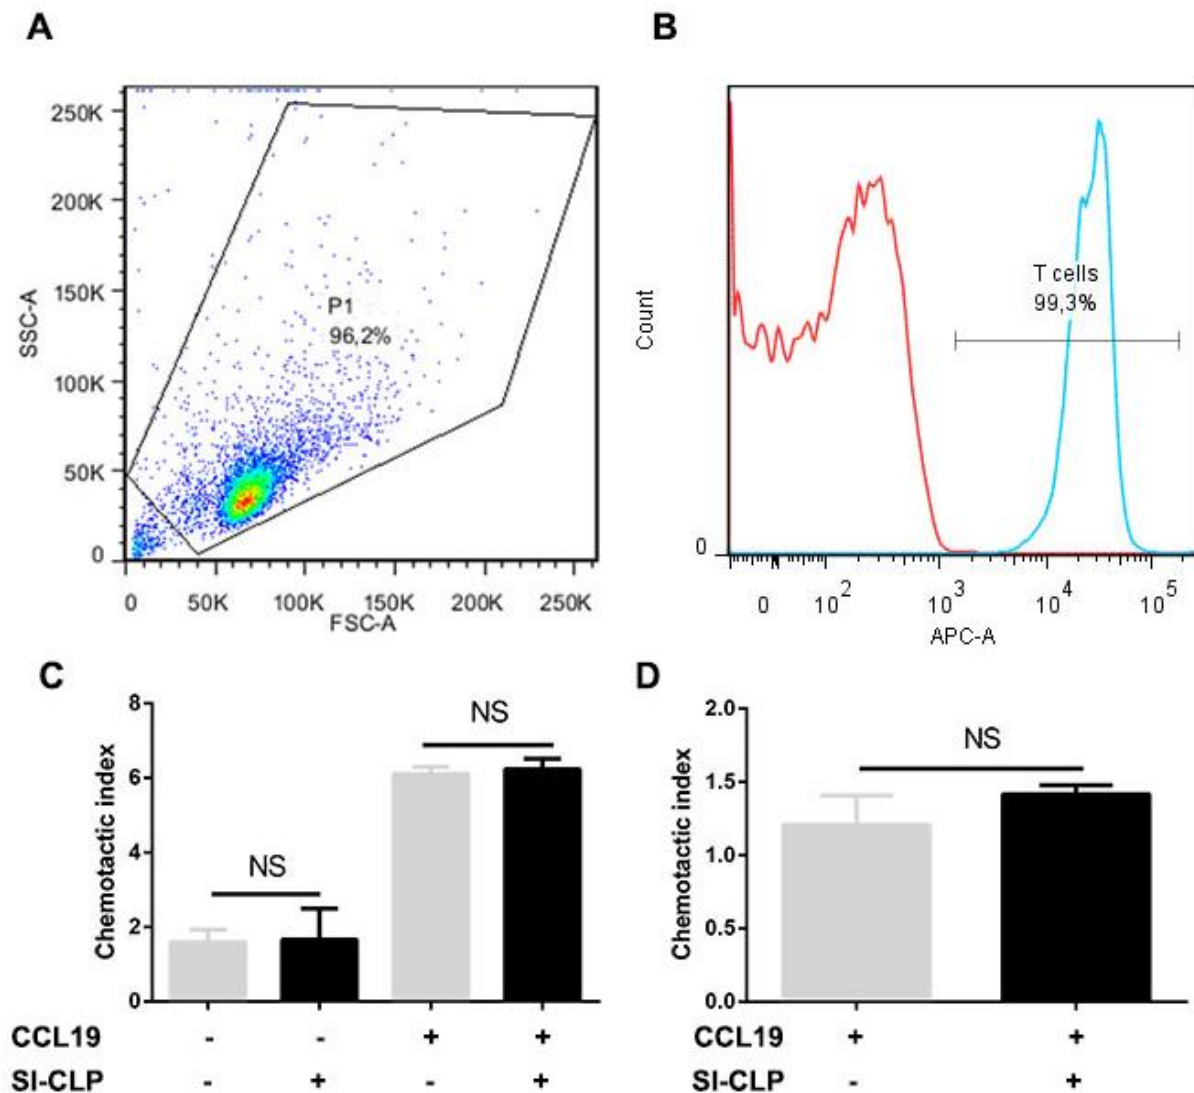 A
250K
200K
150K
100K
50K
0
SSC-A
P1
96,2%
0 50K 100K 150K 200K 250K
FSC-A
B
Count
0
T cells
99,3%
0 10^2 10^3 10^4 10^5
APC-A
C
8
6
4
2
0
Chemotactic index
NS
NS
CCL19 - - + +
SI-CLP - + - +
D
2.0
1.5
1.0
0.5
0.0
Chemotactic index
NS
CCL19 + +
SI-CLP - +